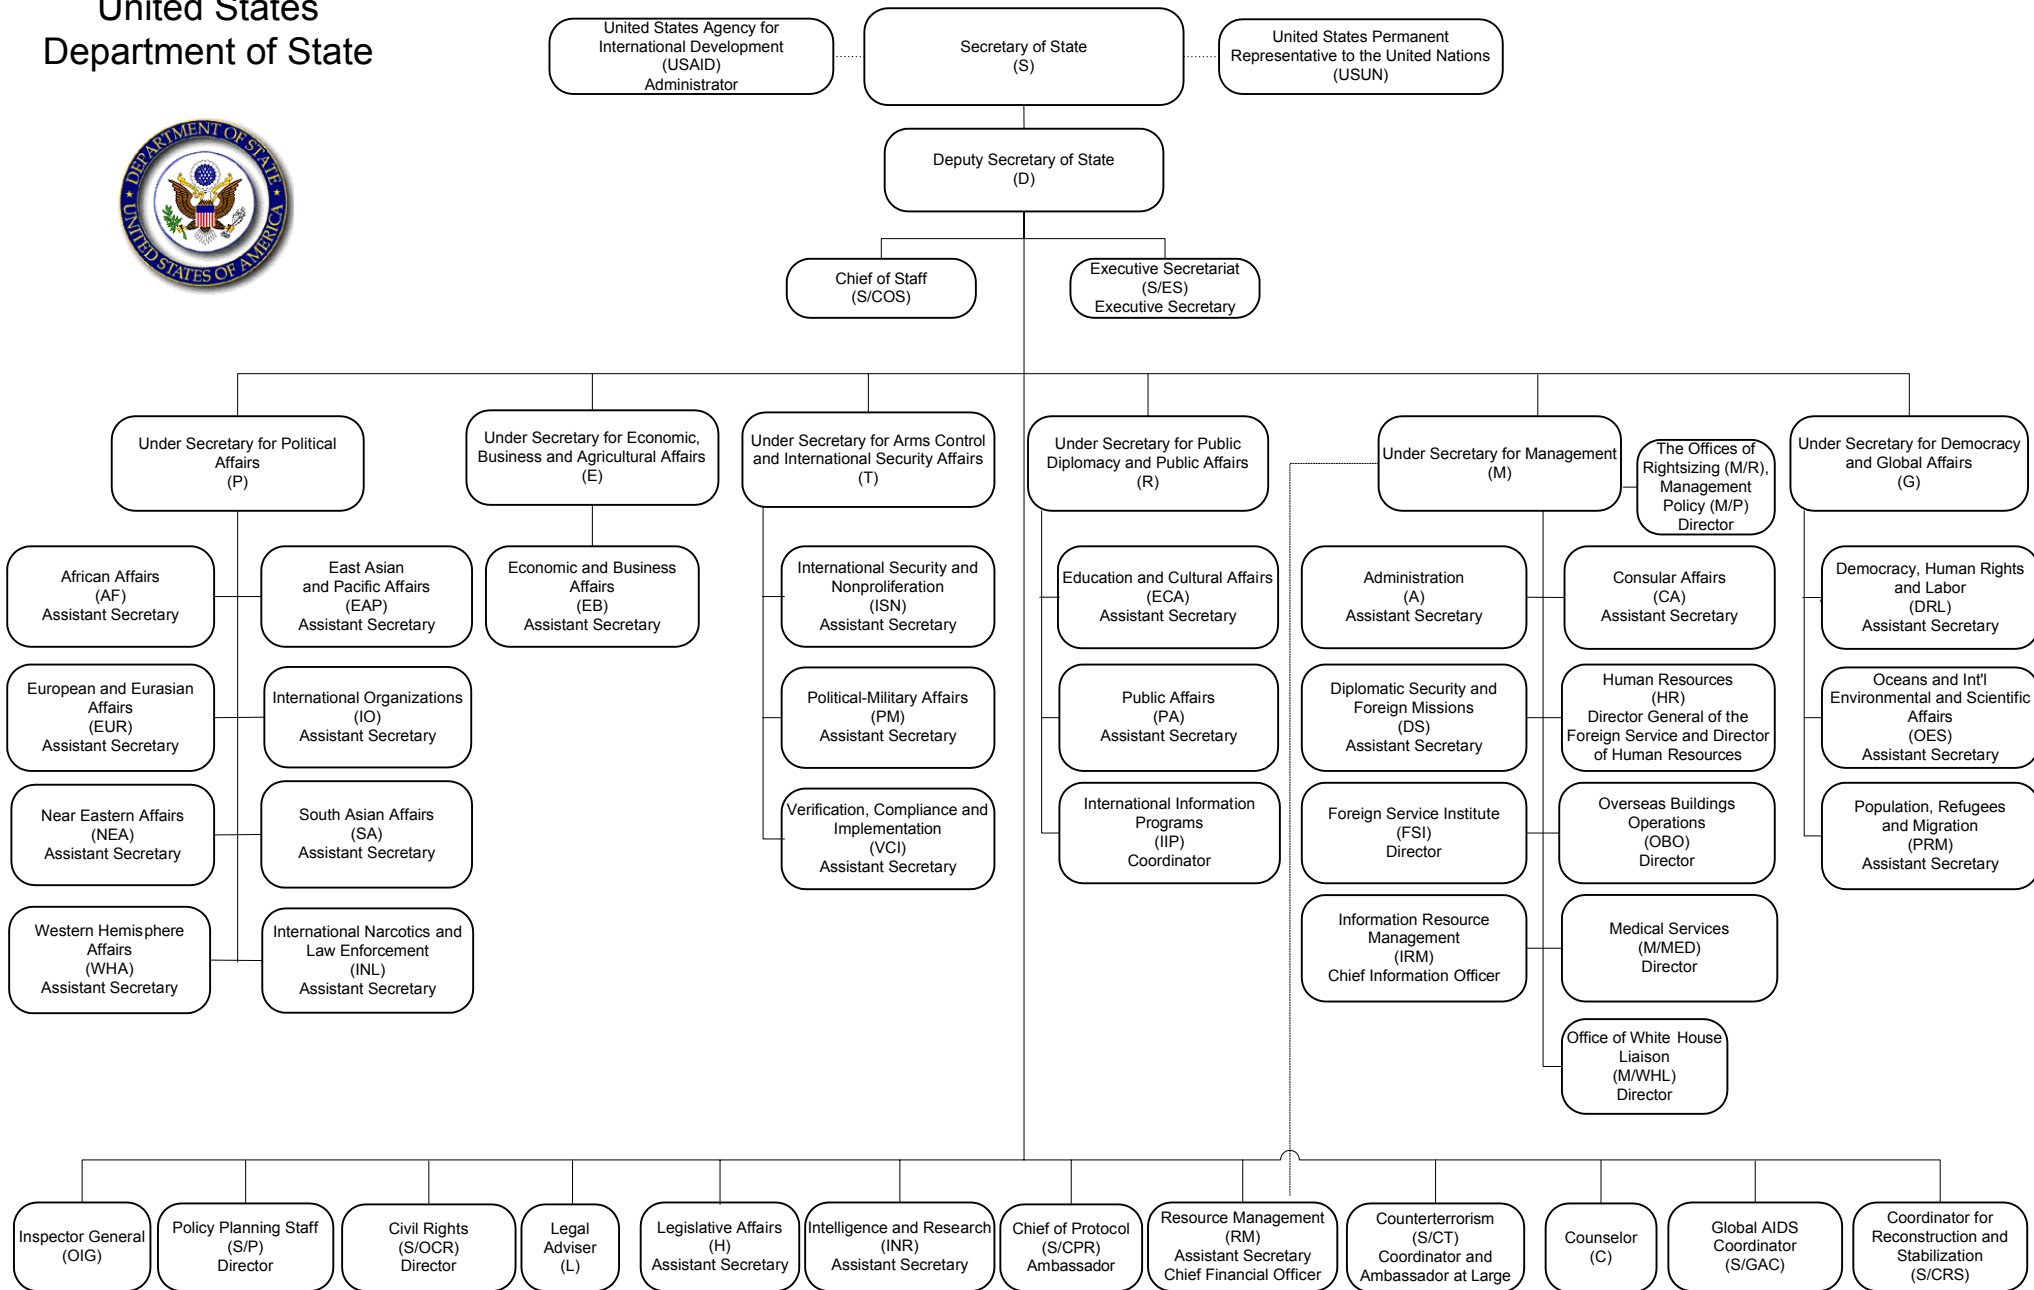 United States
Department of State
DEPARTMENT OF STATE
UNITED STATES OF AMERICA
United States Agency for
International Development
(USAID)
Administrator
Secretary of State
(S)
United States Permanent
Representative to the United Nations
(USUN)
Deputy Secretary of State
(D)
Chief of Staff
(S/COS)
Executive Secretariat
(S/ES)
Executive Secretary
Under Secretary for Political
Affairs
(P)
Under Secretary for Economic,
Business and Agricultural Affairs
(E)
Under Secretary for Arms Control
and International Security Affairs
(T)
Under Secretary for Public
Diplomacy and Public Affairs
(R)
Under Secretary for Management
(M)
The Offices of
Rightsizing (M/R),
Management
Policy (M/P)
Director
Under Secretary for Democracy
and Global Affairs
(G)
African Affairs
(AF)
Assistant Secretary
East Asian
and Pacific Affairs
(EAP)
Assistant Secretary
Economic and Business
Affairs
(EB)
Assistant Secretary
International Security and
Nonproliferation
(ISN)
Assistant Secretary
Education and Cultural Affairs
(ECA)
Assistant Secretary
Administration
(A)
Assistant Secretary
Consular Affairs
(CA)
Assistant Secretary
Democracy, Human Rights
and Labor
(DRL)
Assistant Secretary
European and Eurasian
Affairs
(EUR)
Assistant Secretary
International Organizations
(IO)
Assistant Secretary
Political-Military Affairs
(PM)
Assistant Secretary
Public Affairs
(PA)
Assistant Secretary
Diplomatic Security and
Foreign Missions
(DS)
Assistant Secretary
Human Resources
(HR)
Director General of the
Foreign Service and Director
of Human Resources
Oceans and Int'l
Environmental and Scientific
Affairs
(OES)
Assistant Secretary
Near Eastern Affairs
(NEA)
Assistant Secretary
South Asian Affairs
(SA)
Assistant Secretary
Verification, Compliance and
Implementation
(VCI)
Assistant Secretary
International Information
Programs
(IIP)
Coordinator
Foreign Service Institute
(FSI)
Director
Overseas Buildings
Operations
(OBO)
Director
Population, Refugees
and Migration
(PRM)
Assistant Secretary
Western Hemisphere
Affairs
(WHA)
Assistant Secretary
International Narcotics and
Law Enforcement
(INL)
Assistant Secretary
Information Resource
Management
(IRM)
Chief Information Officer
Medical Services
(M/MED)
Director
Office of White House
Liaison
(M/WHL)
Director
Inspector General
(OIG)
Policy Planning Staff
(S/P)
Director
Civil Rights
(S/OCR)
Director
Legal
Adviser
(L)
Legislative Affairs
(H)
Assistant Secretary
Intelligence and Research
(INR)
Assistant Secretary
Chief of Protocol
(S/CPR)
Ambassador
Resource Management
(RM)
Assistant Secretary
Chief Financial Officer
Counterterrorism
(S/CT)
Coordinator and
Ambassador at Large
Counselor
(C)
Global AIDS
Coordinator
(S/GAC)
Coordinator for
Reconstruction and
Stabilization
(S/CRS)